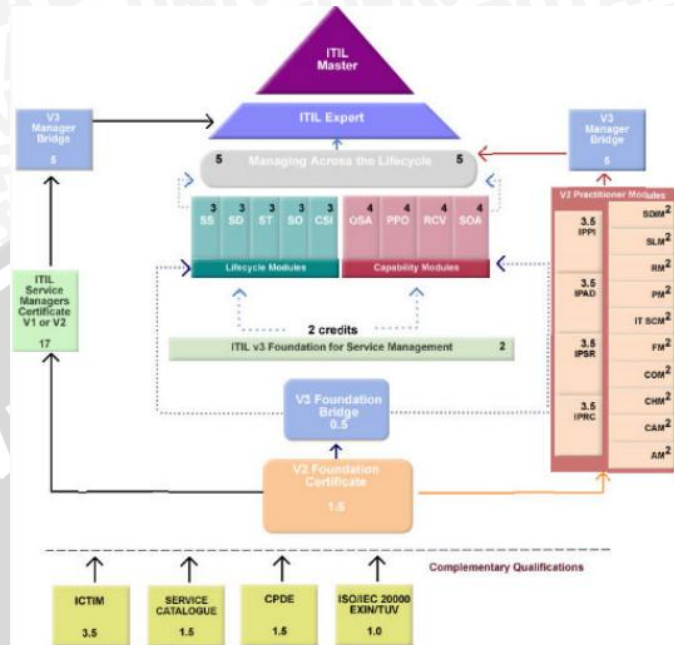 ITIL
Master
ITIL Expert
V3
Manager
Bridge
5
V3
Manager
Bridge
5
5 Managing Across the Lifecycle 5
3 3 3 3 3 4 4 4 4
SS SD ST SO CSI OSA PPO RCV SOA
Lifecycle Modules Capability Modules
ITIL
Service
Managers
Certificate
V1 or V2
17
2 credits
ITIL v3 Foundation for Service Management 2
V3 Foundation
Bridge
0.5
V2 Foundation
Certificate
1.5
V2 Practitioner Modules
3.5
IPPI
3.5
IPAD
3.5
IPSR
3.5
IPRC
SDIM2
SLM2
RM2
PM2
IT SCM2
FM2
COM2
CHM2
CAM2
AM2
Complementary Qualifications
ICTIM
3.5
SERVICE
CATALOGUE
1.5
CPDE
1.5
ISO/IEC 20000
EXIN/TUV
1.0